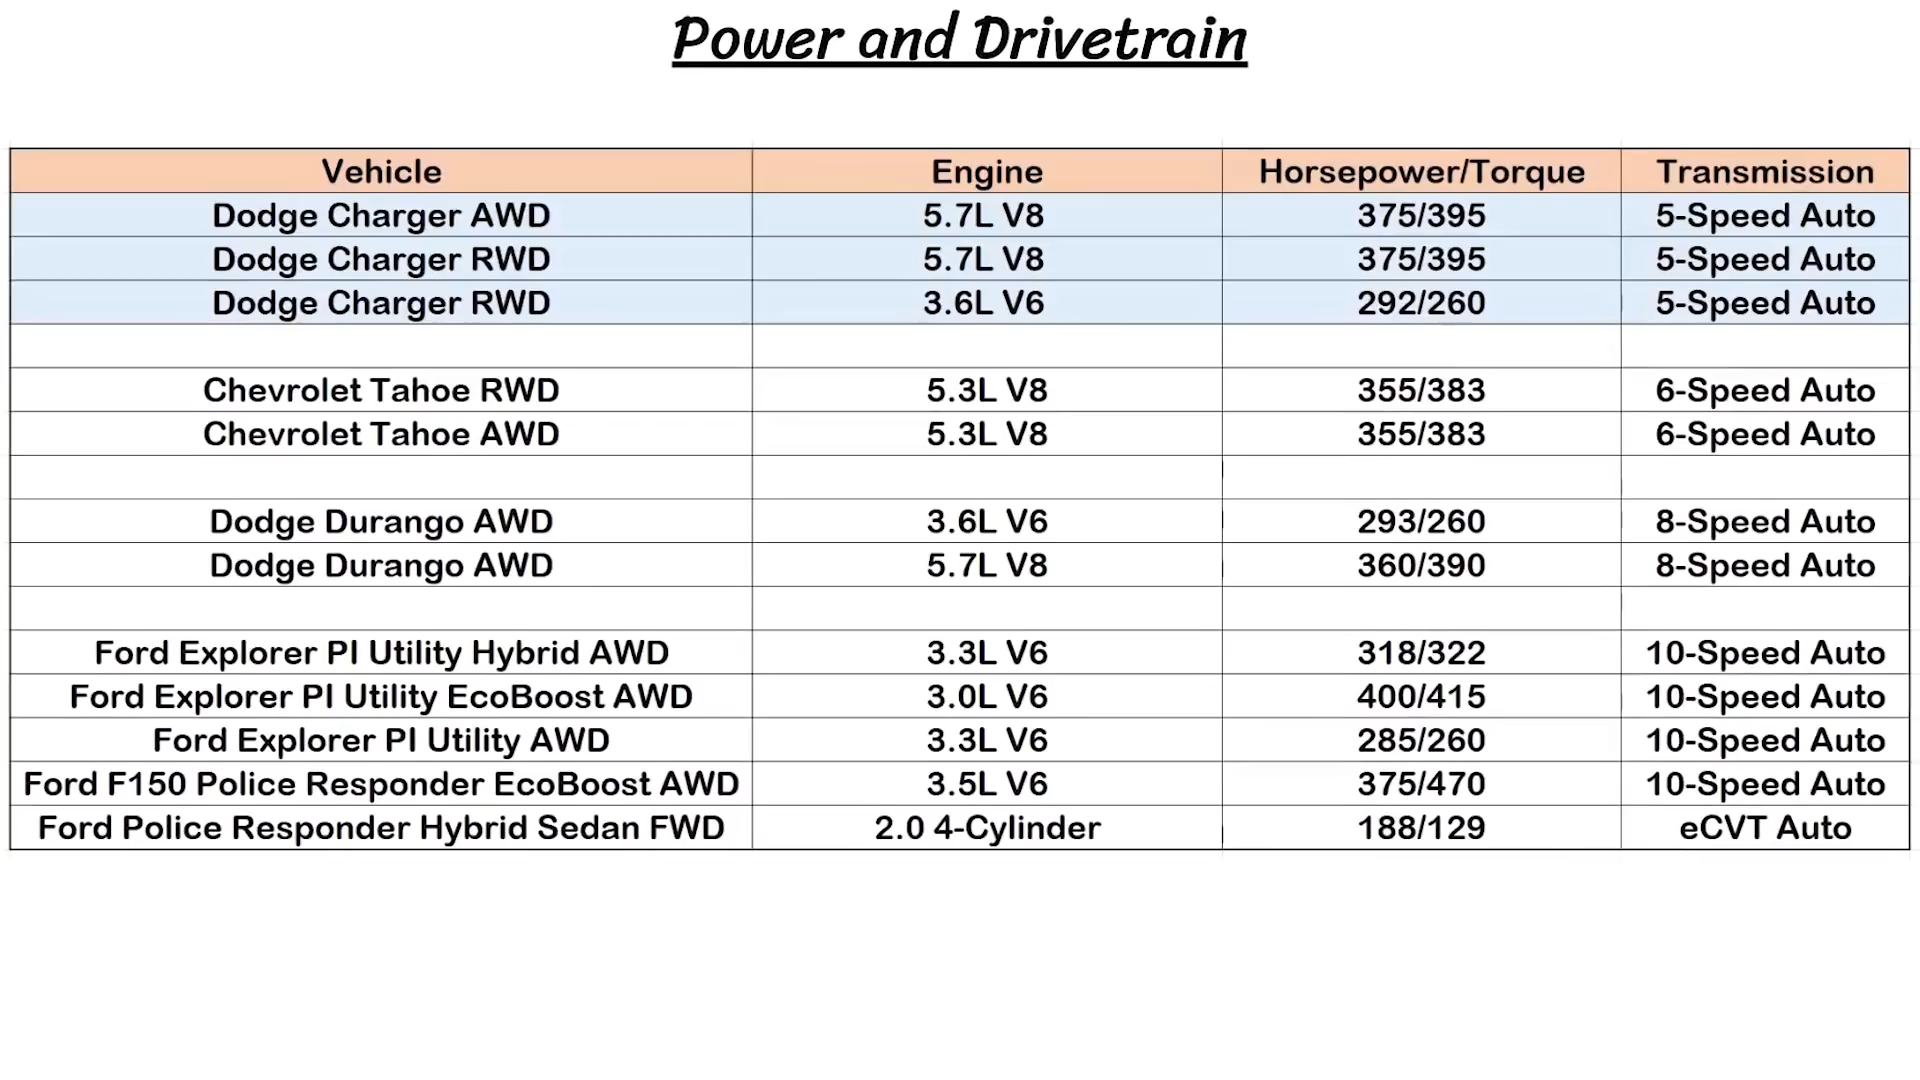 Power and Drivetrain
Vehicle Engine Horsepower/Torque Transmission
Dodge Charger AWD 5.7L V8 375/395 5-Speed Auto
Dodge Charger RWD 5.7L V8 375/395 5-Speed Auto
Dodge Charger RWD 3.6L V6 292/260 5-Speed Auto
Chevrolet Tahoe RWD 5.3L V8 355/383 6-Speed Auto
Chevrolet Tahoe AWD 5.3L V8 355/383 6-Speed Auto
Dodge Durango AWD 3.6L V6 293/260 8-Speed Auto
Dodge Durango AWD 5.7L V8 360/390 8-Speed Auto
Ford Explorer PI Utility Hybrid AWD 3.3L V6 318/322 10-Speed Auto
Ford Explorer PI Utility EcoBoost AWD 3.0L V6 400/415 10-Speed Auto
Ford Explorer PI Utility AWD 3.3L V6 285/260 10-Speed Auto
Ford F150 Police Responder EcoBoost AWD 3.5L V6 375/470 10-Speed Auto
Ford Police Responder Hybrid Sedan FWD 2.0 4-Cylinder 188/129 eCVT Auto